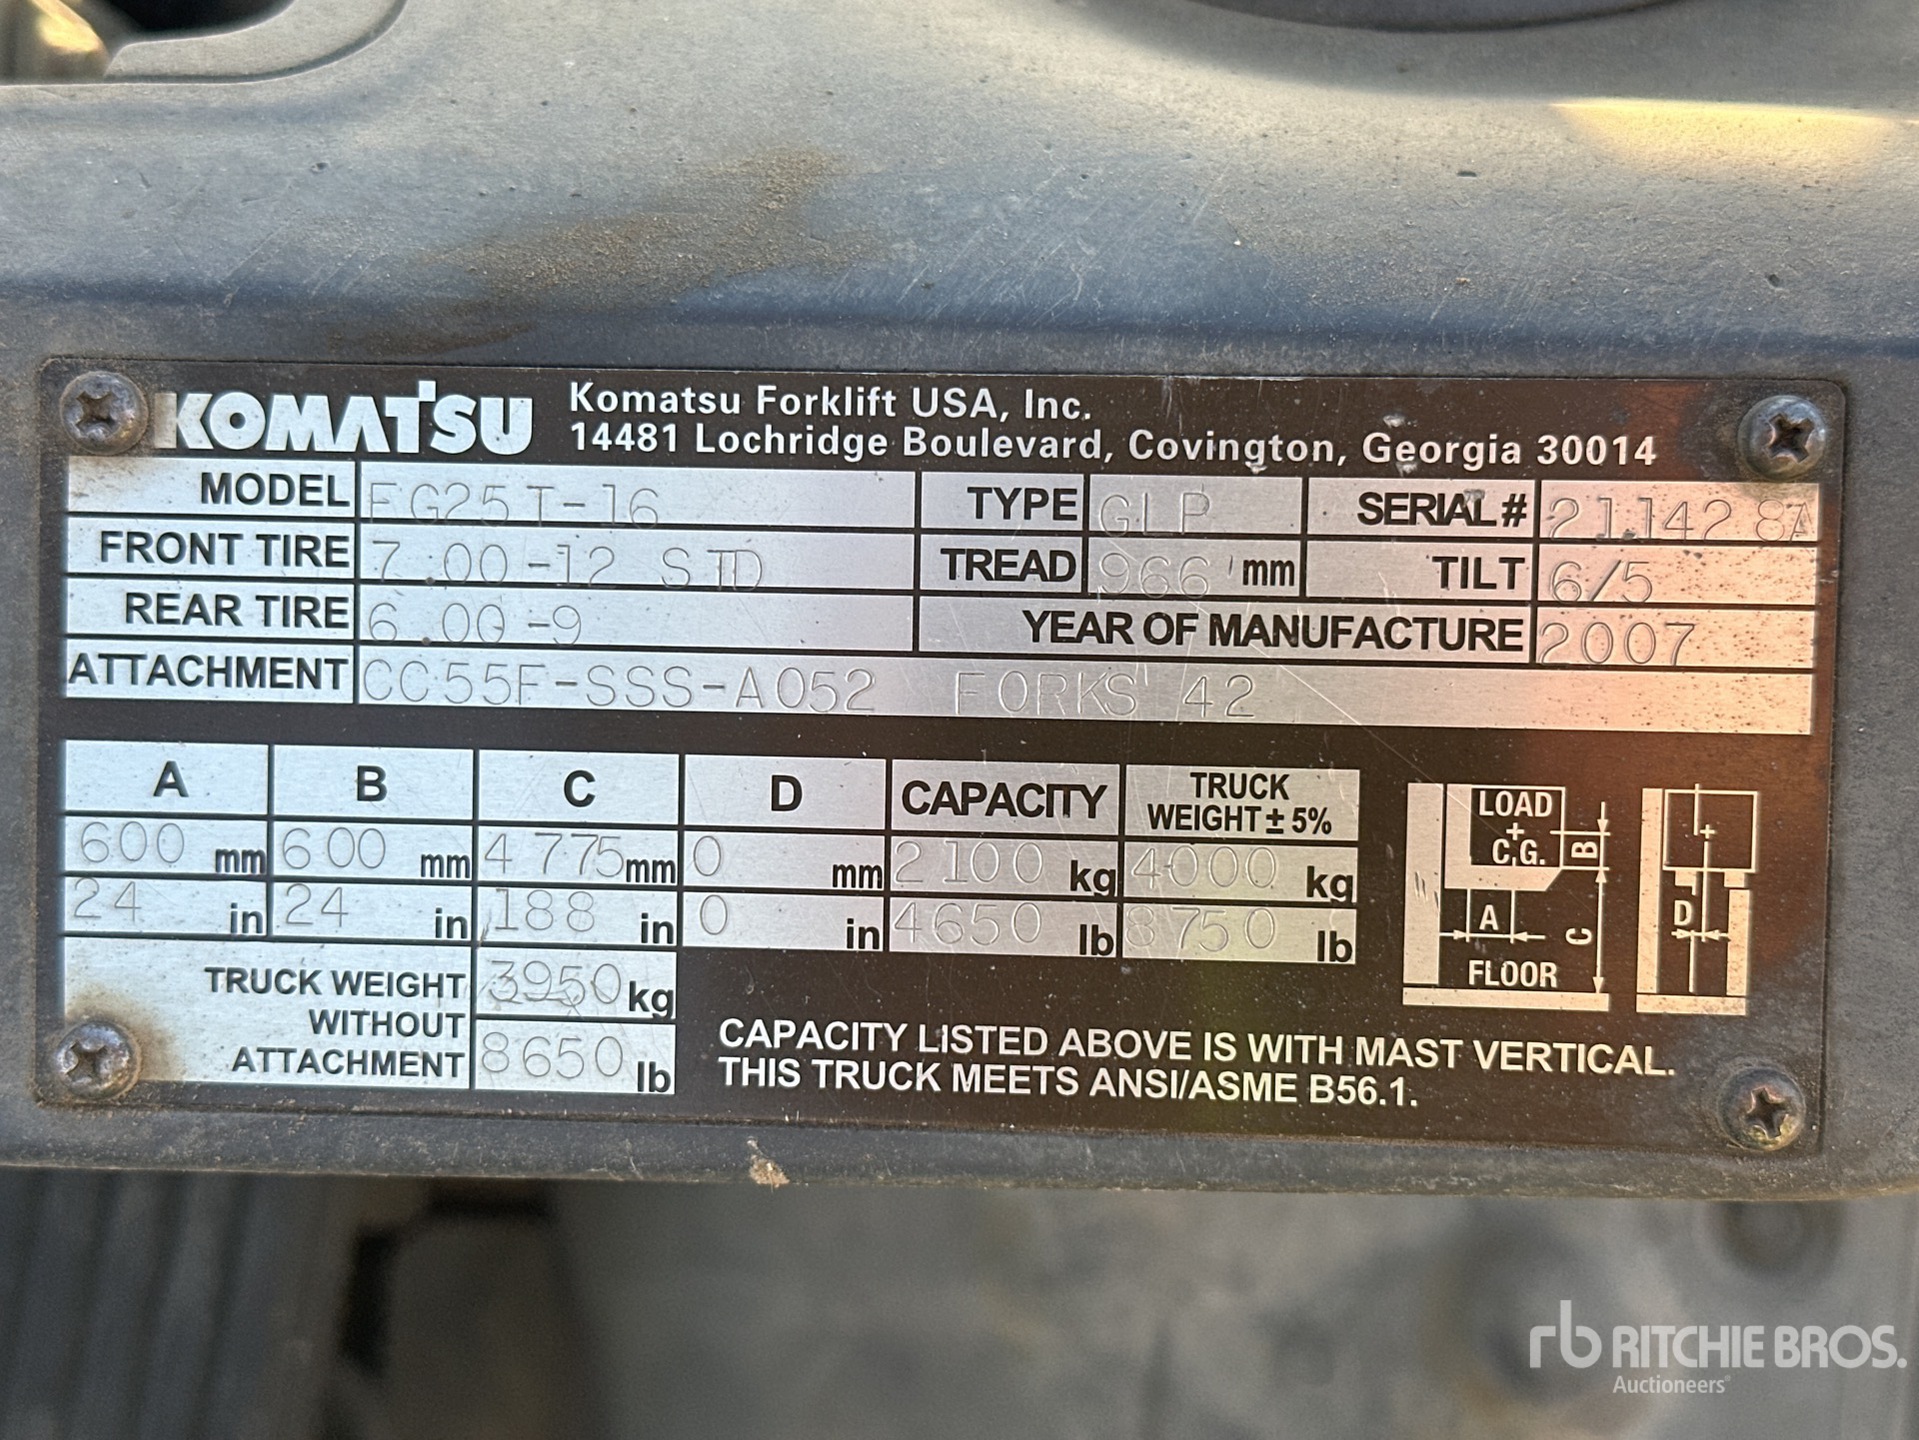 KOMATSU Komatsu Forklift USA, Inc.
14481 Lochridge Boulevard, Covington, Georgia 30014
MODEL FG25T-16 TYPE GLP SERIAL # 211428A
FRONT TIRE 7.00-12 STD TREAD 966 mm TILT 6/5
REAR TIRE 6.00-9 YEAR OF MANUFACTURE 2007
ATTACHMENT CC55F-SSS-A052 FORKS 42
A B C D CAPACITY TRUCK WEIGHT ± 5%
600 mm 600 mm 4775 mm 0 mm 2100 kg 4000 kg
24 in 24 in 188 in 0 in 4650 lb 8750 lb
TRUCK WEIGHT WITHOUT ATTACHMENT 3950 kg
8650 lb
LOAD
+
C.G.
B
A
C
FLOOR
+
D
CAPACITY LISTED ABOVE IS WITH MAST VERTICAL.
THIS TRUCK MEETS ANSI/ASME B56.1.
rb RITCHIE BROS.
Auctioneers